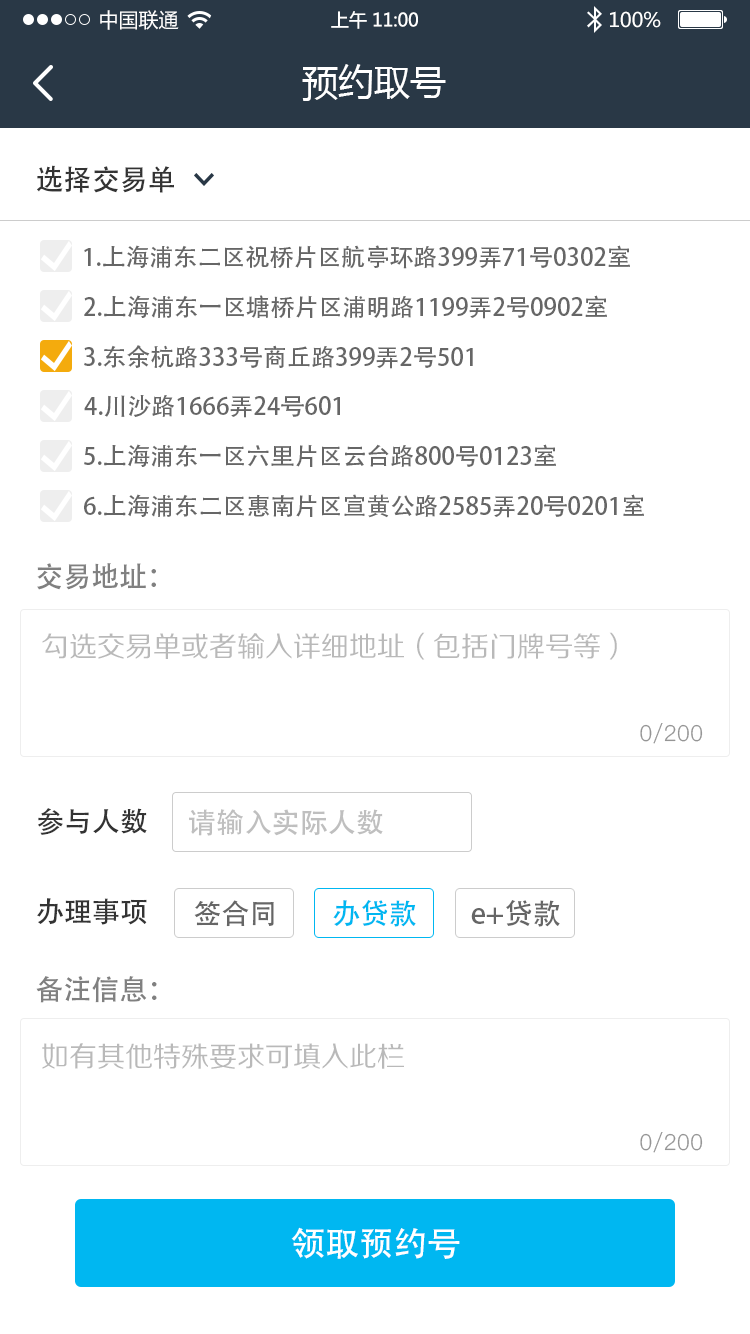 中国联通 上午 11:00 100%
预约取号
选择交易单
1.上海浦东二区祝桥片区航亭环路399弄71号0302室
2.上海浦东一区塘桥片区浦明路1199弄2号0902室
3.东余杭路333号商丘路399弄2号501
4.川沙路1666弄24号601
5.上海浦东一区六里片区云台路800号0123室
6.上海浦东二区惠南片区宣黄公路2585弄20号0201室
交易地址：
勾选交易单或者输入详细地址（包括门牌号等）
0/200
参与人数 请输入实际人数
办理事项 签合同 办贷款 e+贷款
备注信息：
如有其他特殊要求可填入此栏
0/200
领取预约号